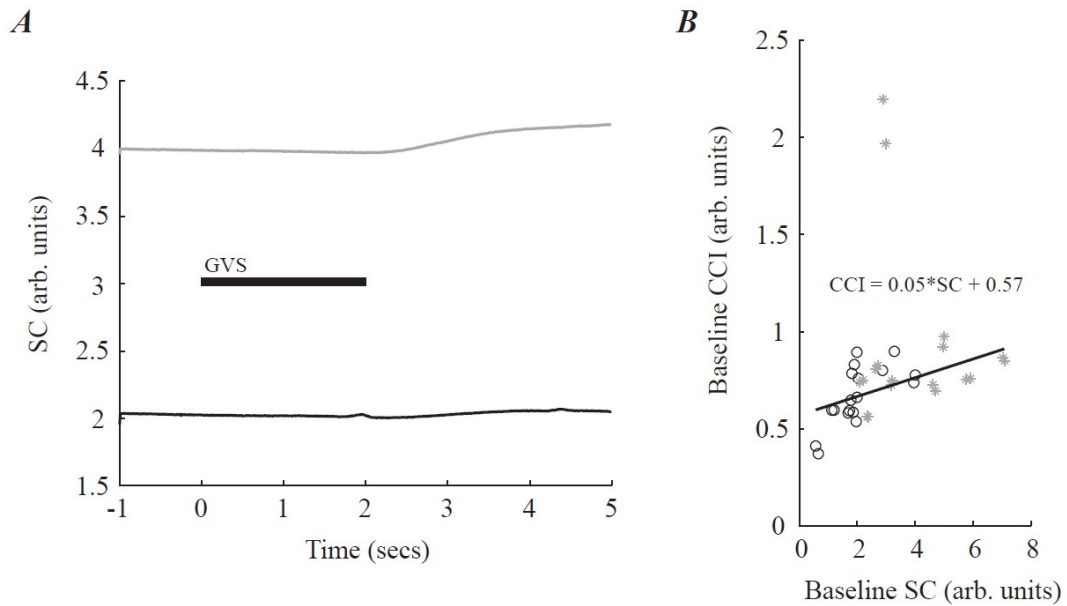 A
4.5
4
3.5
3
2.5
2
1.5
SC (arb. units)
GVS
-1 0 1 2 3 4 5
Time (secs)
B
2.5
2
1.5
1
0.5
0
Baseline CCI (arb. units)
CCI = 0.05*SC + 0.57
0 2 4 6 8
Baseline SC (arb. units)